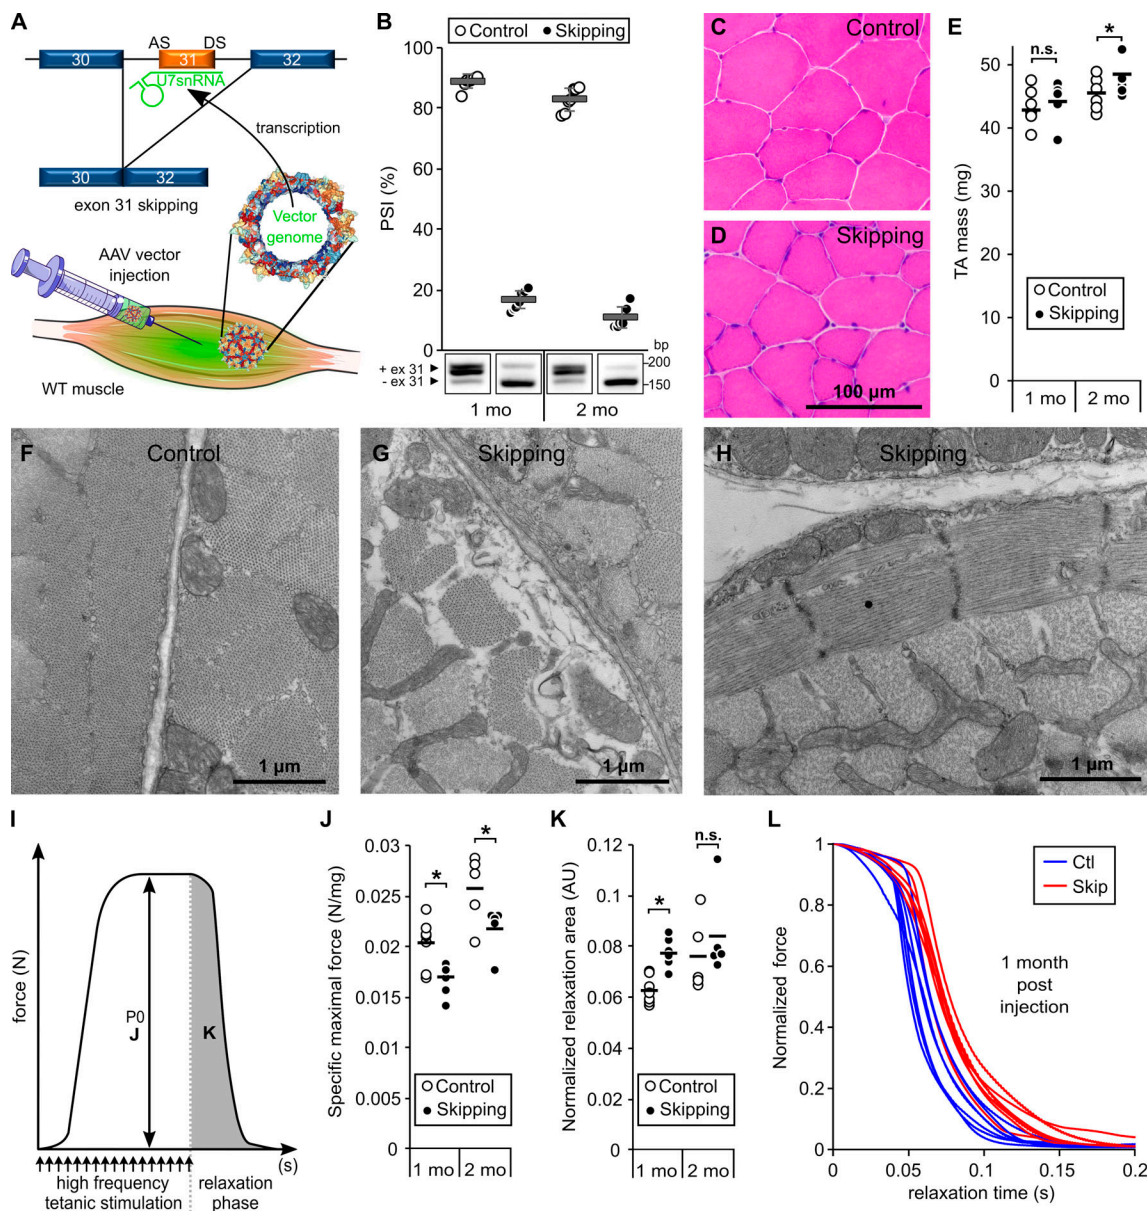 A
AS
DS
30
31
32
U7snRNA
transcription
30
32
exon 31 skipping
Vector
genome
AAV vector
injection
WT muscle
B
Control
Skipping
PSI (%)
100
80
60
40
20
0
bp
+ ex 31
- ex 31
200
150
1 mo
2 mo
C
Control
D
Skipping
100 µm
E
n.s.
*
TA mass (mg)
50
40
30
20
10
0
Control
Skipping
1 mo
2 mo
F
Control
1 µm
G
Skipping
1 µm
H
Skipping
1 µm
I
force (N)
P0
J
K
(s)
high frequency
tetanic stimulation
relaxation
phase
J
Specific maximal force (N/mg)
0.03
0.025
0.02
0.015
0.01
0.005
0
*
*
Control
Skipping
1 mo
2 mo
K
Normalized relaxation area (AU)
0.12
0.1
0.08
0.06
0.04
0.02
0
*
n.s.
Control
Skipping
1 mo
2 mo
L
Normalized force
1
0.8
0.6
0.4
0.2
0
Ctl
Skip
1 month
post
injection
0
0.05
0.1
0.15
0.2
relaxation time (s)